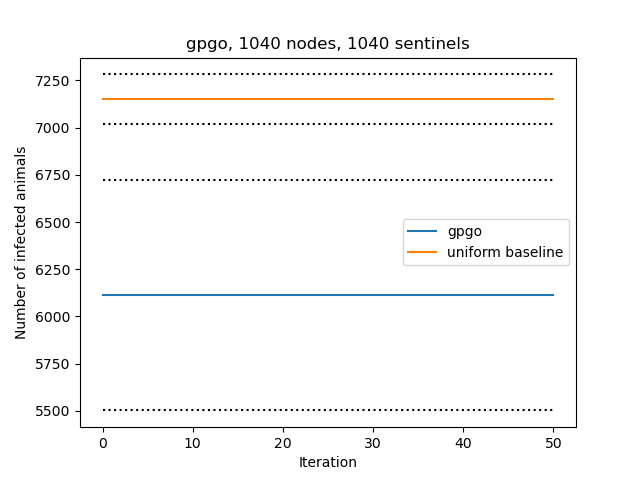 gpgo, 1040 nodes, 1040 sentinels
Number of infected animals
7250
7000
6750
6500
6250
6000
5750
5500
gpgo
uniform baseline
0 10 20 30 40 50
Iteration